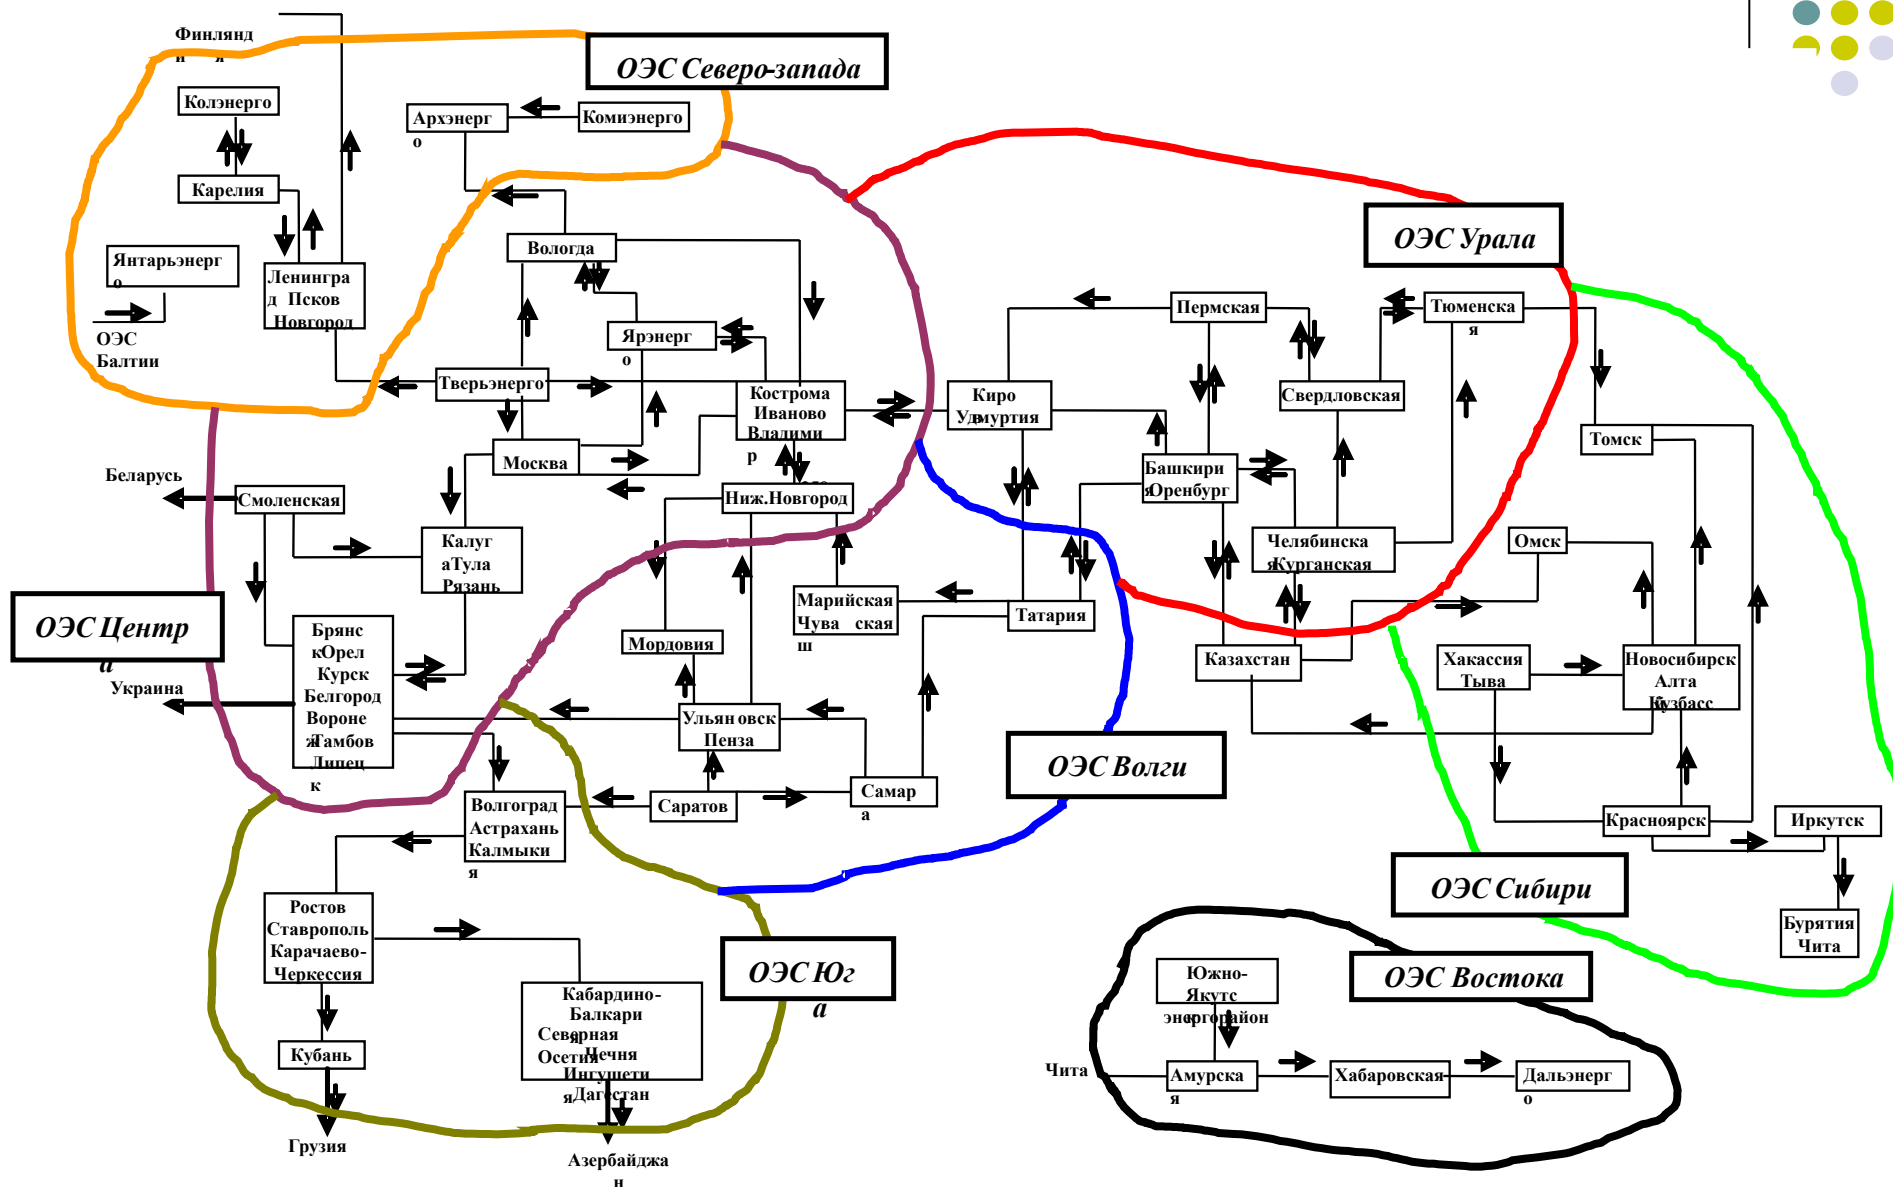 Финлянд
и я
ОЭС Северо-запада
Колэнерго
Архэнерг
о
Комиэнерго
Карелия
Янтарьэнерг
о
Ленингра
д Псков
Новгород
ОЭС
Балтии
Вологда
Ярэнерг
о
Тверьэнерго
Кострома
Иваново
Владими
р
Москва
Беларусь
Смоленская
Ниж.Новгород
Калуг
аТула
Рязань
ОЭС Центр
а
Брянс
кОрел
Курск
Белгород
Вороне
ж
Тамбов
Липец
к
Украина
Марийская
Чува ская
ш
Мордовия
Ульяновск
Пенза
Саратов
Самар
а
Татария
ОЭС Волги
Волгоград
Астрахань
Калмыки
я
Ростов
Ставрополь
Карачаево-
Черкессия
Кубань
Грузия
Кабардино-
Балкари
я
Северная
Осетия
Чечня
Ингушети
я
Дагестан
Азербайджа
н
ОЭС Юг
а
ОЭС Урала
Пермская
Тюменска
я
Киро
в
Удмуртия
Свердловская
Башкири
я
Оренбург
Челябинска
я
Курганская
Казахстан
Томск
Омск
Хакассия
Тыва
Новосибирск
Алта
й
Кузбасс
Красноярск
Иркутск
Бурятия
Чита
ОЭС Сибири
ОЭС Востока
Южно-
Якутс
к
энергорайон
Чита
Амурска
я
Хабаровская
Дальэнерг
о